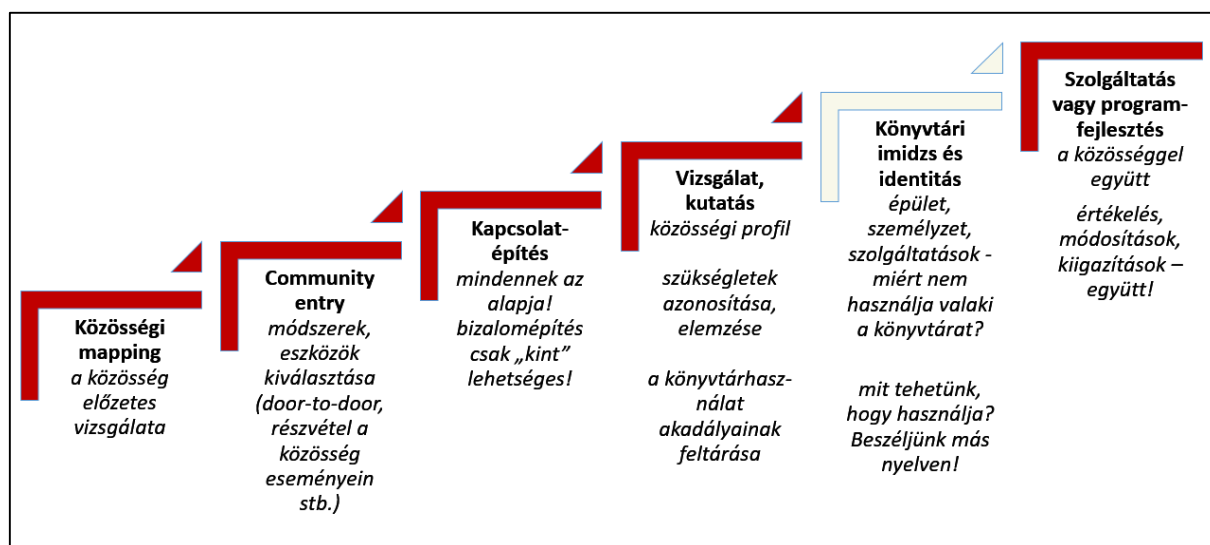 Közösségi
mapping
a közösség
előzetes
vizsgálata
Community
entry
módszerek,
eszközök
kiválasztása
(door-to-door,
részvétel a
közösség
eseményein
stb.)
Kapcsolat-
építés
mindennek az
alapja!
bizalomépítés
csak „kint”
lehetséges!
Vizsgálat,
kutatás
közösségi profil
szükségletek
azonosítása,
elemzése
a könyvtárhasz-
nálat
akadályainak
feltárása
Könyvtári
imidzs és
identitás
épület,
személyzet,
szolgáltatások -
miért nem
használja valaki
a könyvtárat?
mit tehetünk,
hogy használja?
Beszéljünk más
nyelven!
Szolgáltatás
vagy program-
fejlesztés
a közösséggel
együtt
értékelés,
módosítások,
kiigazítások –
együtt!